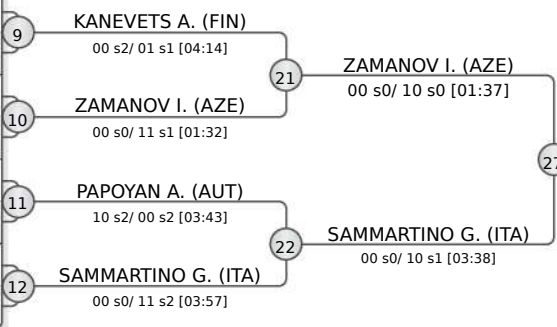 KANEVETS A. (FIN)
9
00 s2/ 01 s1 [04:14]
ZAMANOV I. (AZE)
21
00 s0/ 10 s0 [01:37]
ZAMANOV I. (AZE)
10
00 s0/ 11 s1 [01:32]
27
PAPOYAN A. (AUT)
11
10 s2/ 00 s2 [03:43]
SAMMARTINO G. (ITA)
22
00 s0/ 10 s1 [03:38]
SAMMARTINO G. (ITA)
12
00 s0/ 11 s2 [03:57]